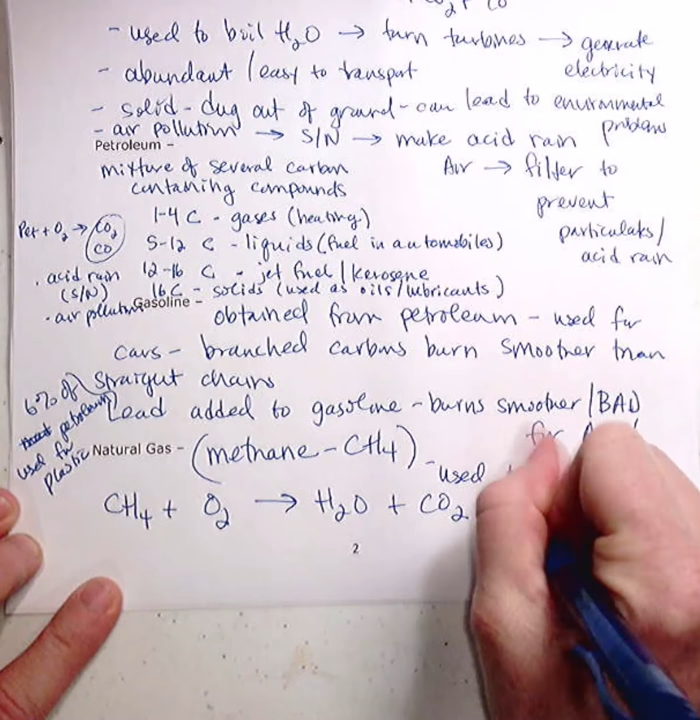 CO2 + CO
- used to boil H2O → turn turbines → generate electricity
- abundant / easy to transport
- solid - dug out of ground - can lead to environmental problems
- air pollution → S/N → make acid rain
Petroleum -
mixture of several carbon containing compounds
Air → filter to prevent particulates / acid rain
Pet + O2 → CO2 CO
1-4 C - gases (heating)
5-12 C - liquids (fuel in automobiles)
12-16 C - jet fuel / kerosene
16 C - solids (used as oils / lubricants)
. acid rain (S/N)
. air pollution
Gasoline -
obtained from petroleum - used for
cars - branched carbons burn smoother than
straight chains
6% of petroleum used for plastic
Lead added to gasoline - burns smoother / BAD
for
Natural Gas - (methane - CH4) - used
CH4 + O2 → H2O + CO2
2